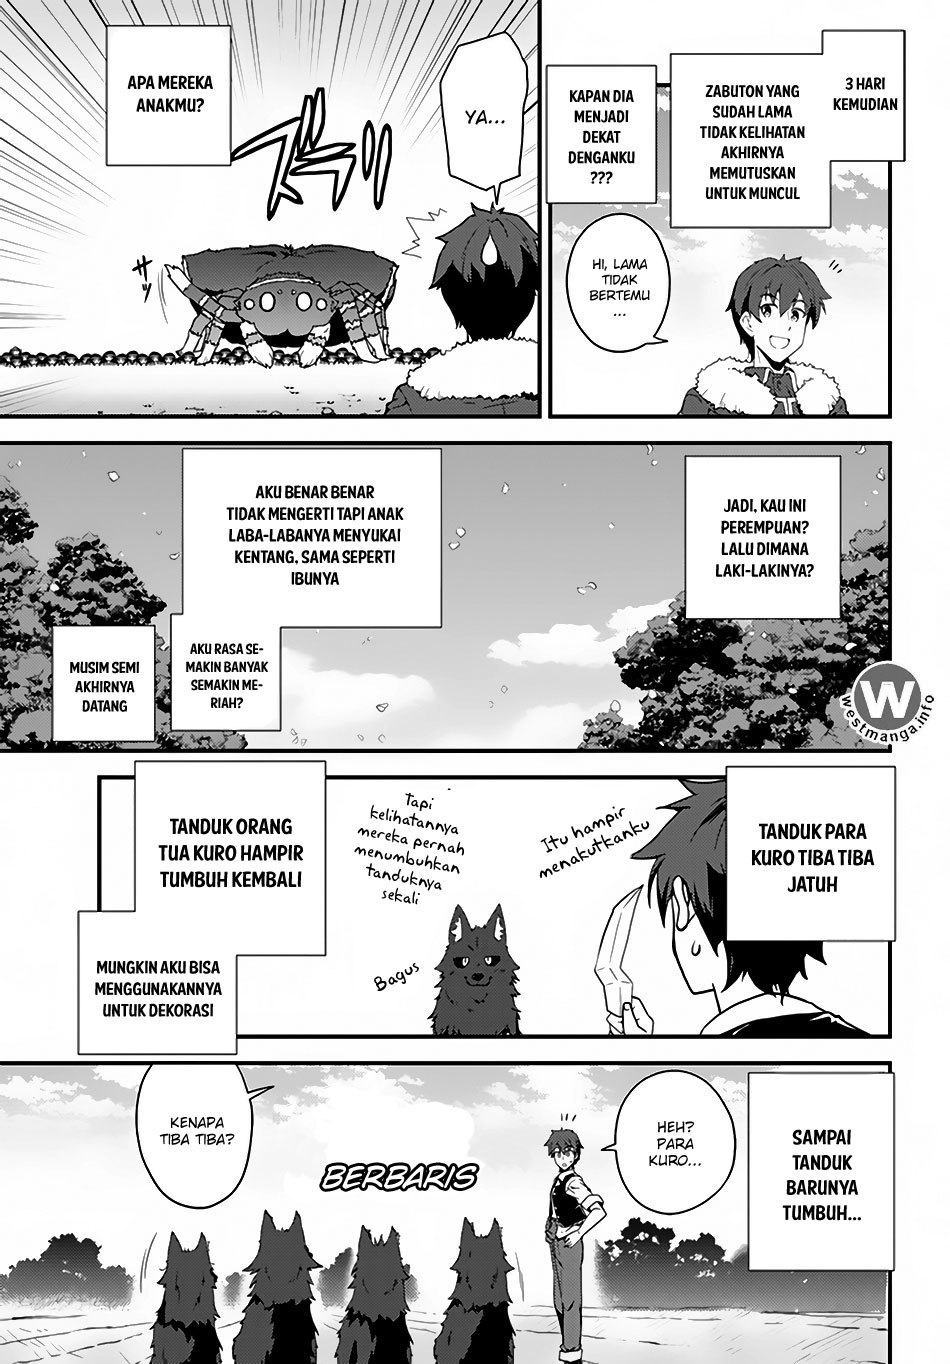 3 HARI
KEMUDIAN
ZABUTON YANG
SUDAH LAMA
TIDAK KELIHATAN
AKHIRNYA
MEMUTUSKAN
UNTUK MUNCUL
KAPAN DIA
MENJADI
DEKAT
DENGANKU
???
HI, LAMA
TIDAK
BERTEMU
...
YA...
ズラリ
ザッ
APA MEREKA
ANAKMU?
JADI, KAU INI
PEREMPUAN?
LALU DIMANA
LAKI-LAKINYA?
AKU BENAR BENAR
TIDAK MENGERTI TAPI ANAK
LABA-LABANYA MENYUKAI
KENTANG, SAMA SEPERTI
IBUNYA
AKU RASA SE-
MAKIN BANYAK
SEMAKIN ME-
RIAH?
MUSIM SEMI
AKHIRNYA
DATANG
W
westmanga.info
TANDUK PARA
KURO TIBA TIBA
JATUH
Itu hampir
menakutkanku
Tapi
kelihatannya
mereka pernah
menumbuhkan
tanduknya
sekali
Bagus
TANDUK ORANG
TUA KURO HAMPIR
TUMBUH KEMBALI
MUNGKIN AKU BISA
MENGGUNAKANNYA
UNTUK DEKORASI
SAMPAI
TANDUK
BARUNYA
TUMBUH...
HEH?
PARA
KURO...
BERBARIS
KENAPA
TIBA TIBA?